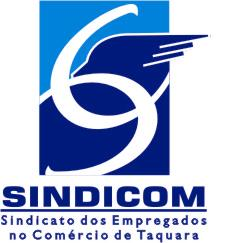 SINDICOM
Sindicato dos Empregados
no Comércio de Taquara